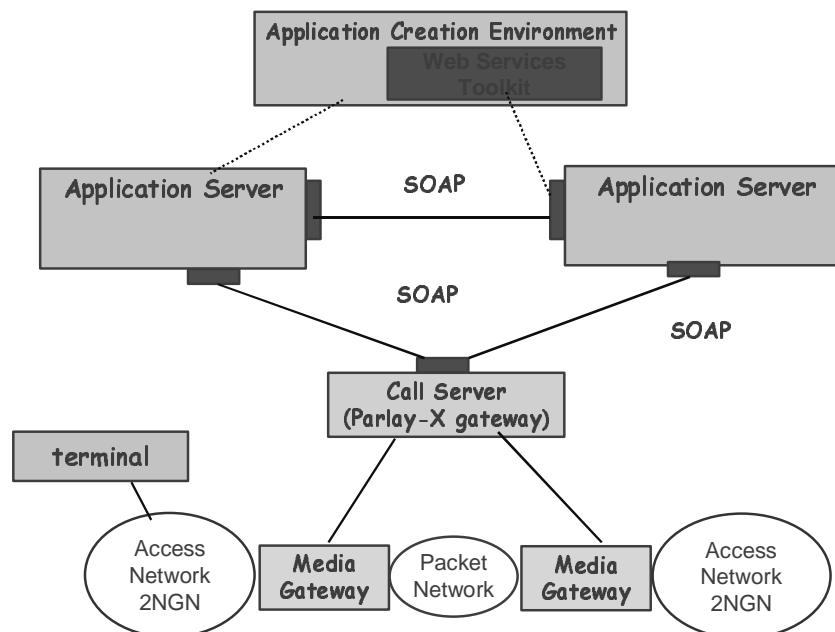 Application Creation Environment
Web Services
Toolkit
Application Server
SOAP
Application Server
SOAP
SOAP
Call Server
(Parlay-X gateway)
terminal
Access
Network
2NGN
Media
Gateway
Packet
Network
Media
Gateway
Access
Network
2NGN